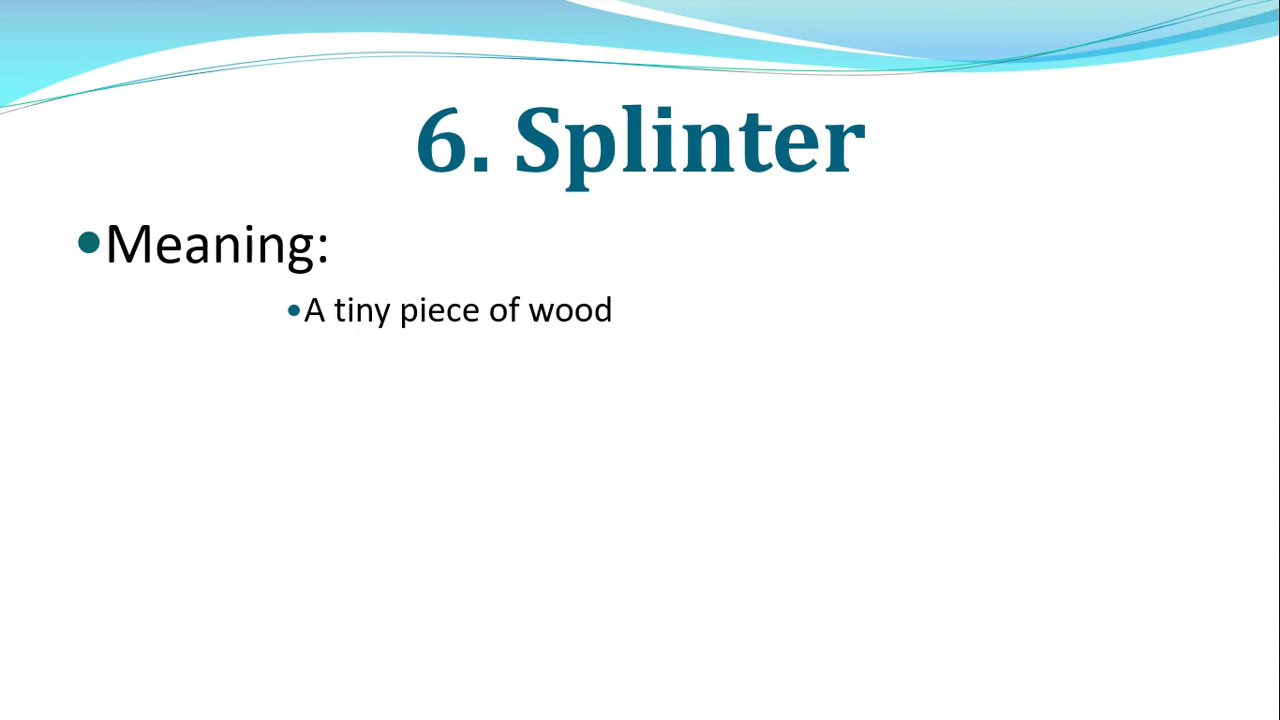 6. Splinter
•Meaning:
•A tiny piece of wood